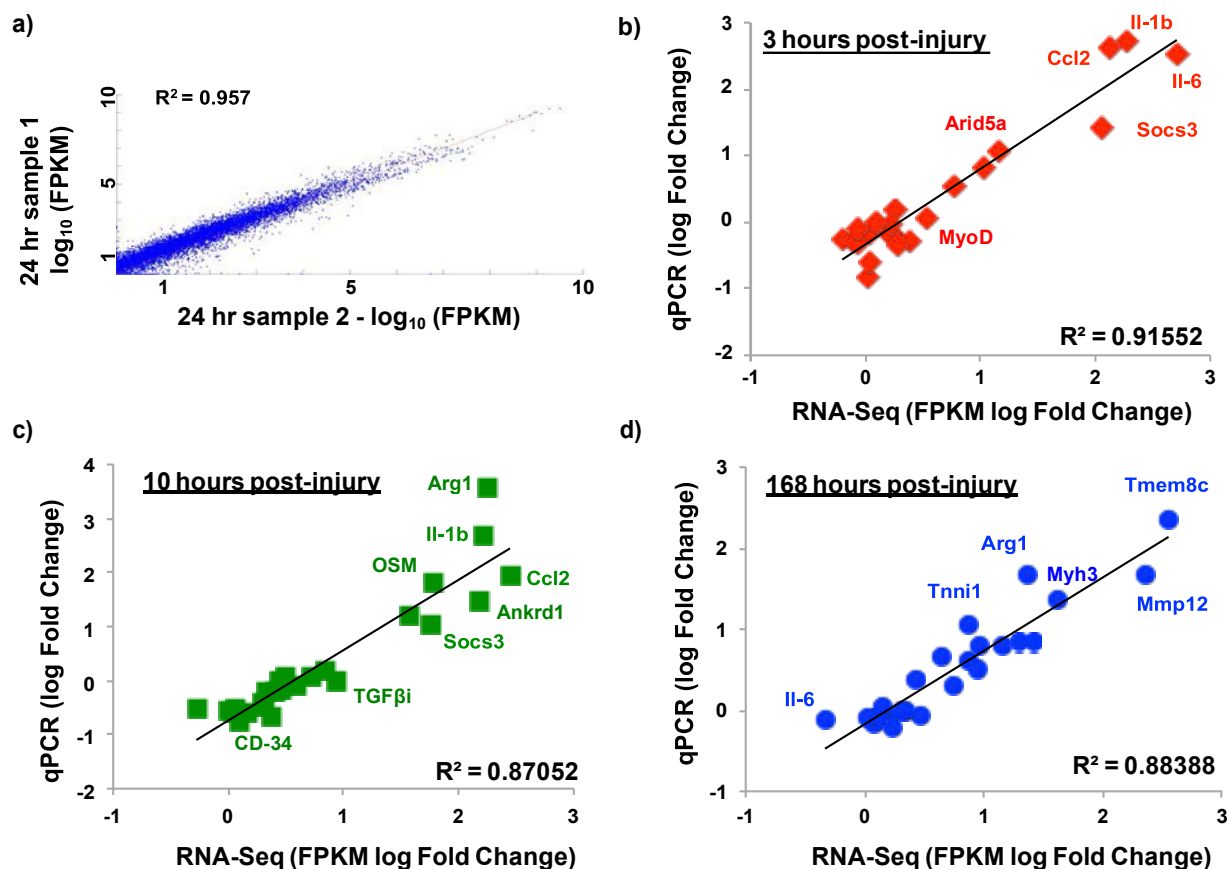 a)
R² = 0.957
10
5
1
24 hr sample 1
log₁₀ (FPKM)
1
5
10
24 hr sample 2 - log₁₀ (FPKM)
b)
3 hours post-injury
Il-1b
Ccl2
Il-6
Socs3
Arid5a
MyoD
R² = 0.91552
3
2
1
0
-1
-2
qPCR (log Fold Change)
-1
0
1
2
3
RNA-Seq (FPKM log Fold Change)
c)
10 hours post-injury
Arg1
Il-1b
OSM
Ccl2
Ankrd1
Socs3
TGFβi
CD-34
R² = 0.87052
4
3
2
1
0
-1
-2
qPCR (log Fold Change)
-1
0
1
2
3
RNA-Seq (FPKM log Fold Change)
d)
168 hours post-injury
Tmem8c
Arg1
Myh3
Tnni1
Mmp12
Il-6
R² = 0.88388
3
2
1
0
-1
qPCR (log Fold Change)
-1
0
1
2
3
RNA-Seq (FPKM log Fold Change)